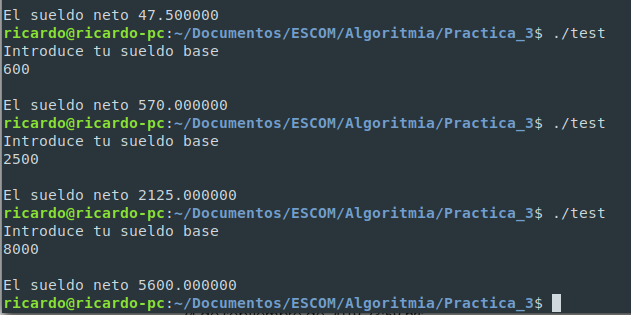 El sueldo neto 47.500000
ricardo@ricardo-pc:~/Documentos/ESCOM/Algoritmia/Practica_3$ ./test
Introduce tu sueldo base
600
El sueldo neto 570.000000
ricardo@ricardo-pc:~/Documentos/ESCOM/Algoritmia/Practica_3$ ./test
Introduce tu sueldo base
2500
El sueldo neto 2125.000000
ricardo@ricardo-pc:~/Documentos/ESCOM/Algoritmia/Practica_3$ ./test
Introduce tu sueldo base
8000
El sueldo neto 5600.000000
ricardo@ricardo-pc:~/Documentos/ESCOM/Algoritmia/Practica_3$